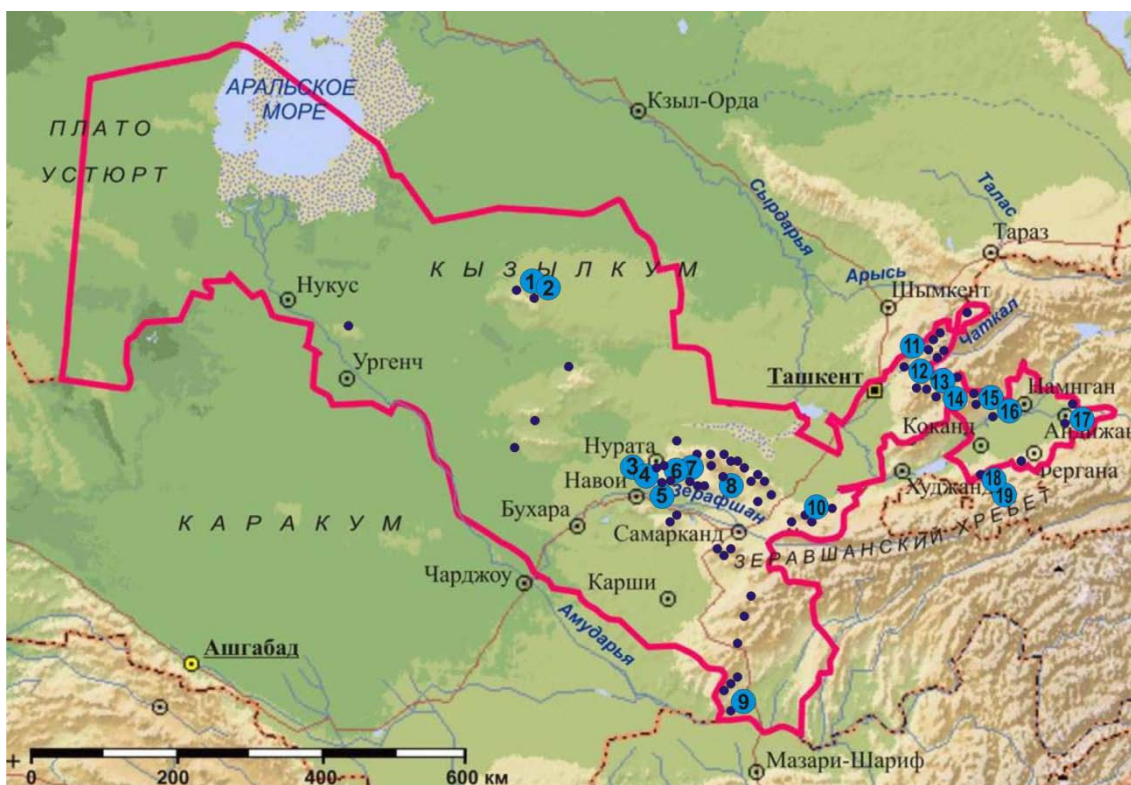 АРАЛЬСКОЕ
МОРЕ
Кзыл-Орда
ПЛАТО
УСТЮРТ
Сырдарья
Талас
Тараз
КЫЗЫЛКУМ
Арысь
Шымкент
1 2
Нукус
Чаткал
11
Ургенч
Ташкент
12
13
14
15
16
Намнган
17
Коканд
Андижан
Нурата
3 4 6 7
Фергана
Навои
5
8
Зерафшан
Худжанд
18
19
Бухара
10
КАРАКУМ
Самарканд
ЗЕРАВШАНСКИЙ ХРЕБЕТ
Чарджоу
Карши
Амударья
Ашгабад
9
Мазари-Шариф
0 200 400 600 км